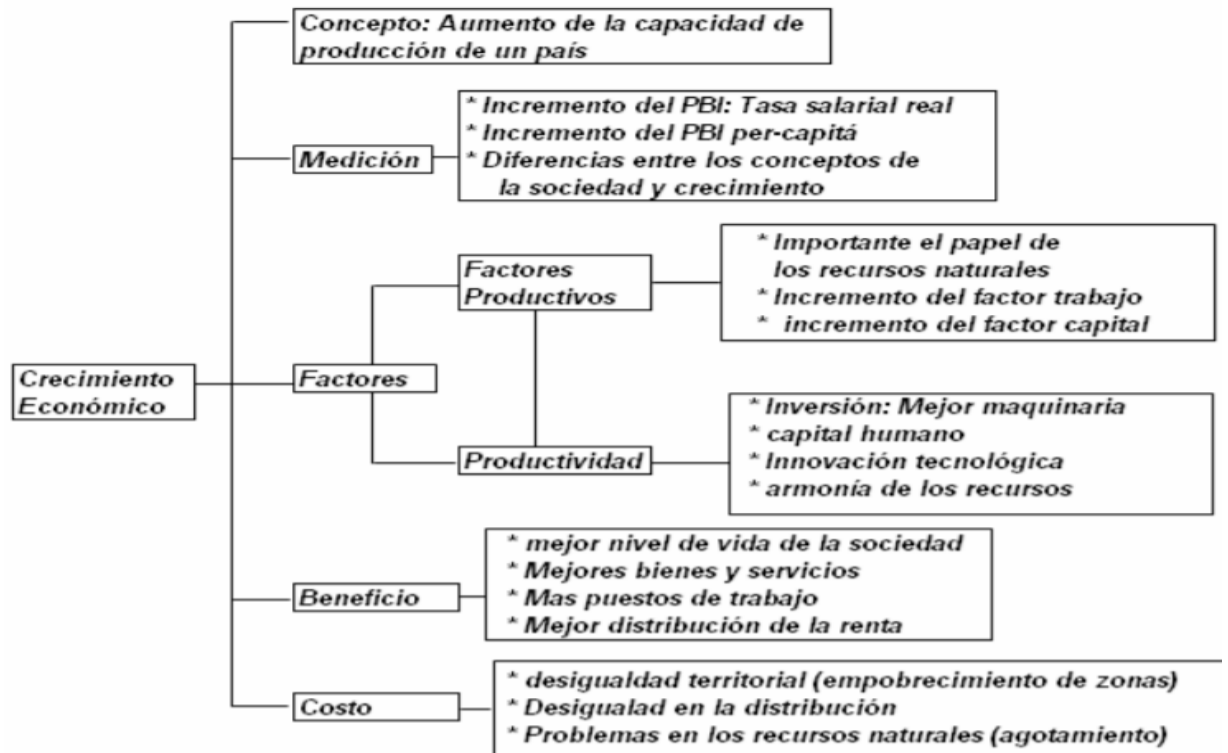 Concepto: Aumento de la capacidad de
producción de un país
Medición
* Incremento del PBI: Tasa salarial real
* Incremento del PBI per-capitá
* Diferencias entre los conceptos de
la sociedad y crecimiento
Crecimiento
Económico
Factores
Factores
Productivos
* Importante el papel de
los recursos naturales
* Incremento del factor trabajo
* incremento del factor capital
Productividad
* Inversión: Mejor maquinaria
* capital humano
* Innovación tecnológica
* armonía de los recursos
Beneficio
* mejor nivel de vida de la sociedad
* Mejores bienes y servicios
* Mas puestos de trabajo
* Mejor distribución de la renta
Costo
* desigualdad territorial (empobrecimiento de zonas)
* Desigualad en la distribución
* Problemas en los recursos naturales (agotamiento)